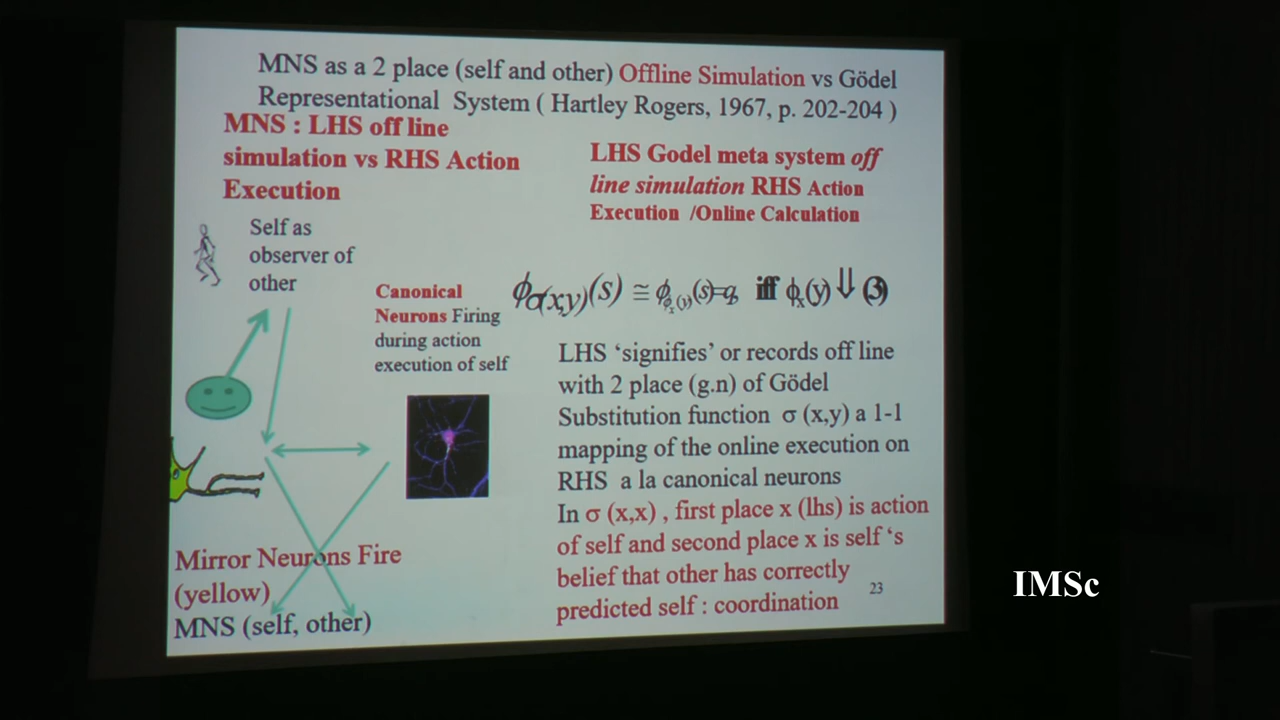 MNS as a 2 place (self and other) Offline Simulation vs Gödel
Representational System ( Hartley Rogers, 1967, p. 202-204 )
MNS : LHS off line
simulation vs RHS Action
Execution
Self as
observer of
other
Canonical
Neurons Firing
during action
execution of self
Mirror Neurons Fire
(yellow)
MNS (self, other)
LHS Godel meta system off
line simulation RHS Action
Execution /Online Calculation
ϕσ(x,y)(s) ≅ ϕϕx(y)(s)=q iff ϕx(y)⇓
LHS ‘signifies’ or records off line
with 2 place (g.n) of Gödel
Substitution function σ (x,y) a 1-1
mapping of the online execution on
RHS a la canonical neurons
In σ (x,x) , first place x (lhs) is action
of self and second place x is self ‘s
belief that other has correctly
predicted self : coordination
23
IMSc